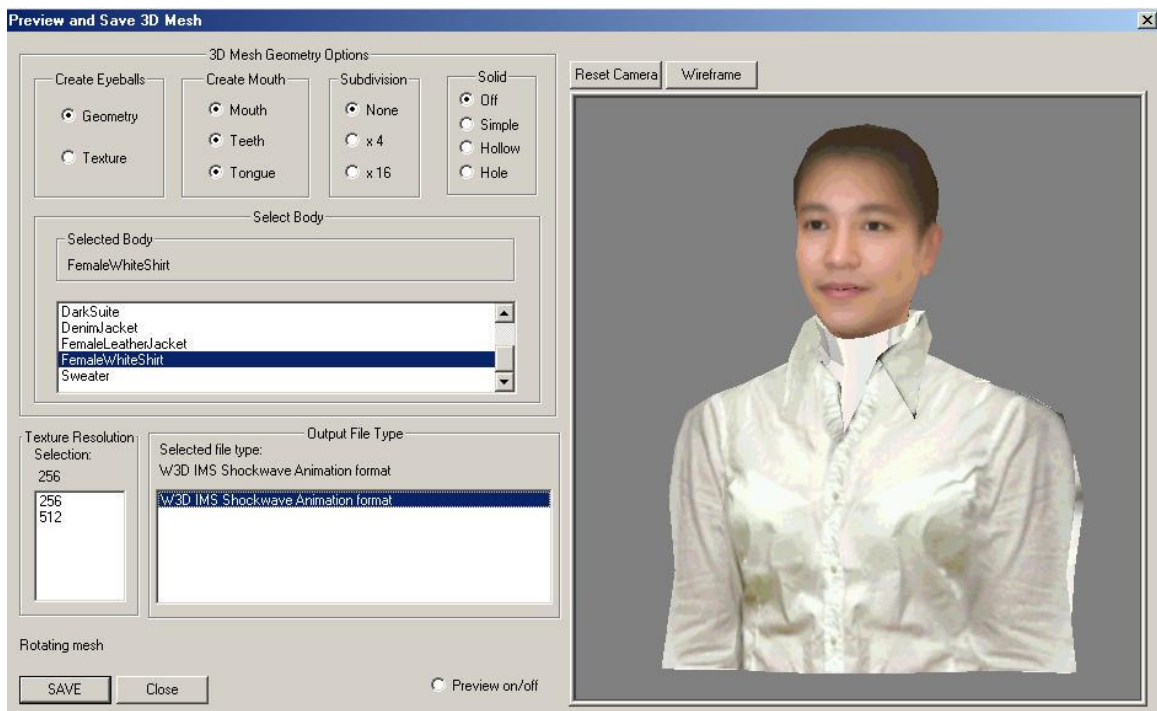 Preview and Save 3D Mesh
3D Mesh Geometry Options
Create Eyeballs
Geometry
Texture
Create Mouth
Mouth
Teeth
Tongue
Subdivision
None
x 4
x 16
Solid
Off
Simple
Hollow
Hole
Select Body
Selected Body
FemaleWhiteShirt
DarkSuite
DenimJacket
FemaleLeatherJacket
FemaleWhiteShirt
Sweater
Texture Resolution
Selection:
256
256
512
Output File Type
Selected file type:
W3D IMS Shockwave Animation format
W3D IMS Shockwave Animation format
Rotating mesh
SAVE
Close
Preview on/off
Reset Camera
Wireframe